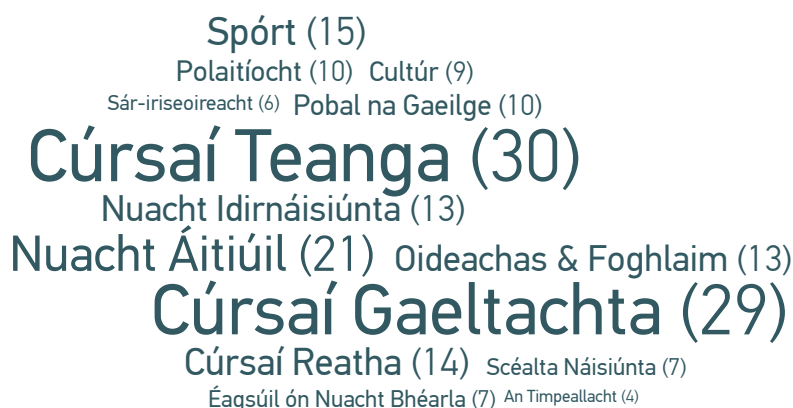 Spórt (15)
Polaitíocht (10) Cultúr (9)
Sár-iriseoireacht (6) Pobal na Gaeilge (10)
Cúrsaí Teanga (30)
Nuacht Idirnáisiúnta (13)
Nuacht Áitiúil (21) Oideachas & Foghlaim (13)
Cúrsaí Gaeltachta (29)
Cúrsaí Reatha (14) Scéalta Náisiúnta (7)
Éagsúil ón Nuacht Bhéarla (7) An Timpeallacht (4)